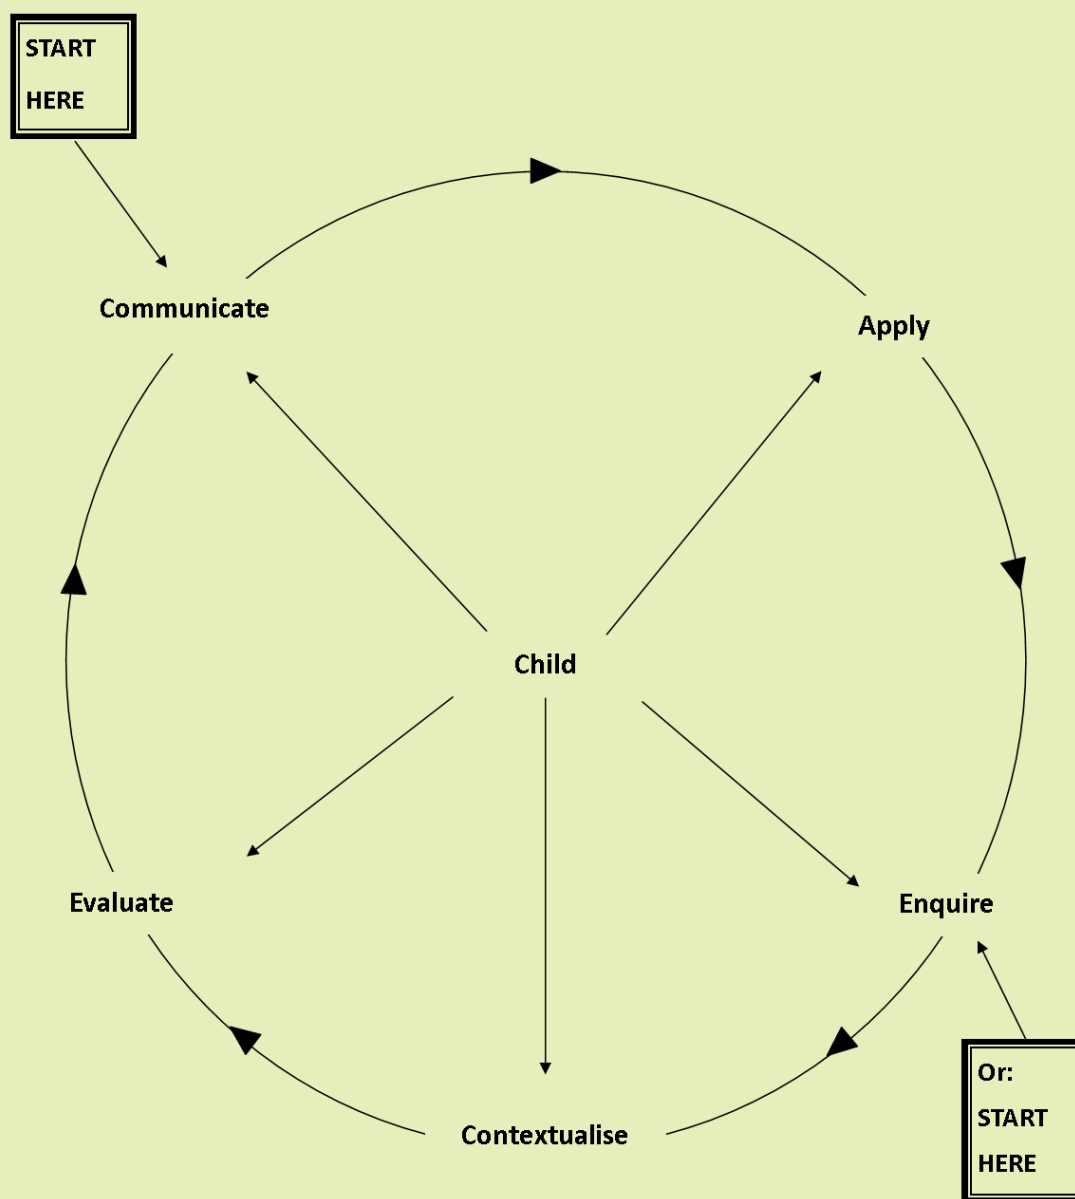 START
HERE
Communicate
Apply
Child
Evaluate
Enquire
Contextualise
Or:
START
HERE